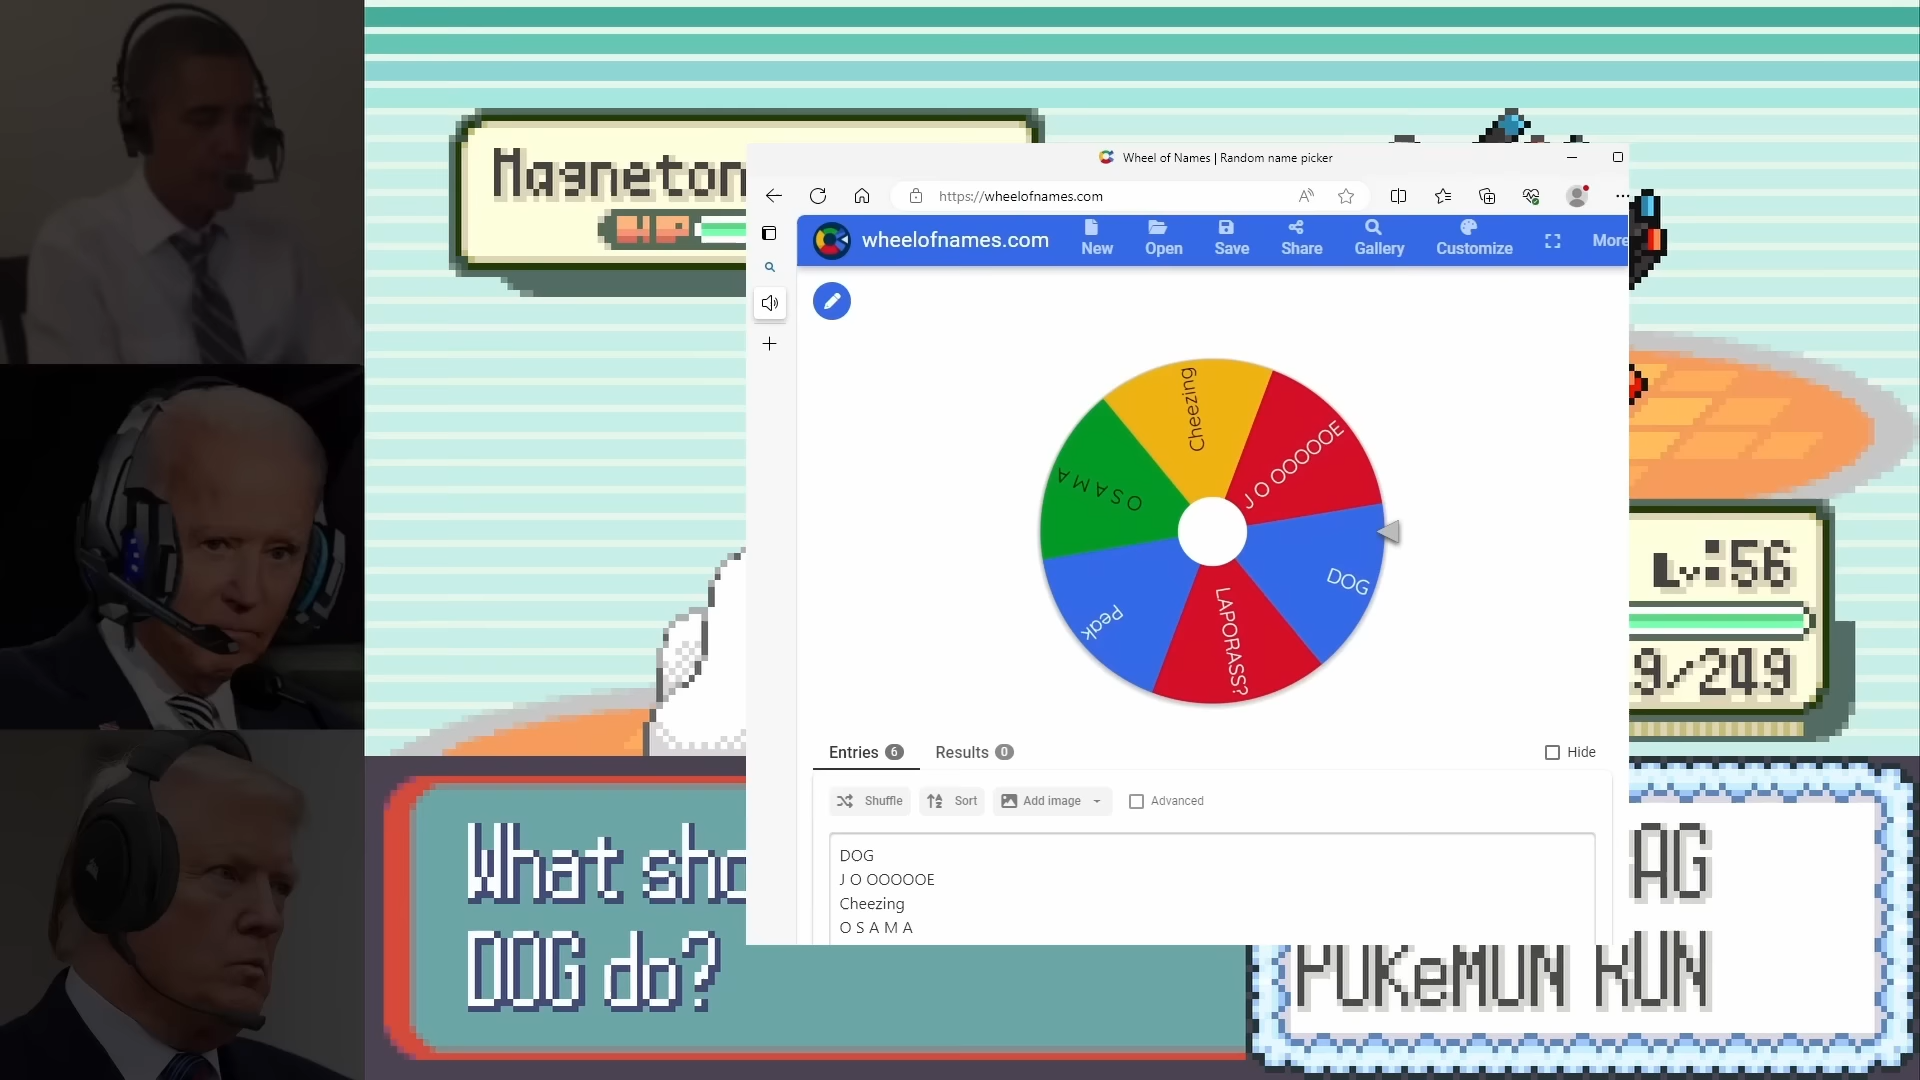 Magneton
HP
Wheel of Names | Random name picker
https://wheelofnames.com
wheelofnames.com
New
Open
Save
Share
Gallery
Customize
More
Cheezing
J O OOOOOE
O S A M A
DOG
Peak
LAPORASS?
Lv:56
9/249
Entries 6
Results 0
Hide
Shuffle
Sort
Add image
Advanced
DOG
J O OOOOOE
Cheezing
O S A M A
What sho
DOG do?
AG
POKeMON RUN